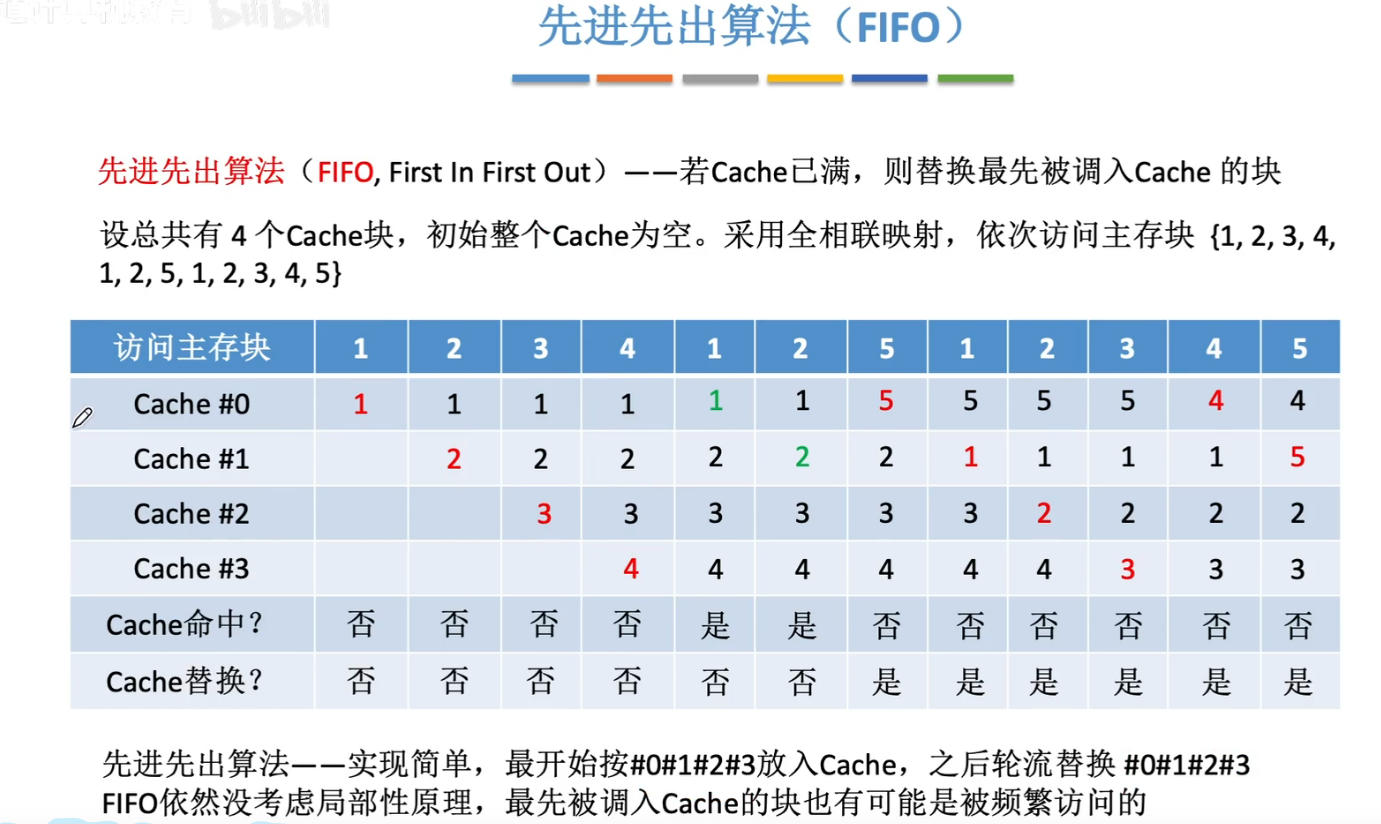 bilibili
先进先出算法（FIFO）
先进先出算法（FIFO, First In First Out）——若Cache已满，则替换最先被调入Cache 的块
设总共有 4 个Cache块，初始整个Cache为空。采用全相联映射，依次访问主存块 {1, 2, 3, 4,
1, 2, 5, 1, 2, 3, 4, 5}
访问主存块 1 2 3 4 1 2 5 1 2 3 4 5
Cache #0 1 1 1 1 1 1 5 5 5 5 4 4
Cache #1 2 2 2 2 2 2 1 1 1 1 5
Cache #2 3 3 3 3 3 3 2 2 2 2
Cache #3 4 4 4 4 4 4 3 3 3
Cache命中？ 否 否 否 否 是 是 否 否 否 否 否 否
Cache替换？ 否 否 否 否 否 否 是 是 是 是 是 是
先进先出算法——实现简单，最开始按#0#1#2#3放入Cache，之后轮流替换 #0#1#2#3
FIFO依然没考虑局部性原理，最先被调入Cache的块也有可能是被频繁访问的